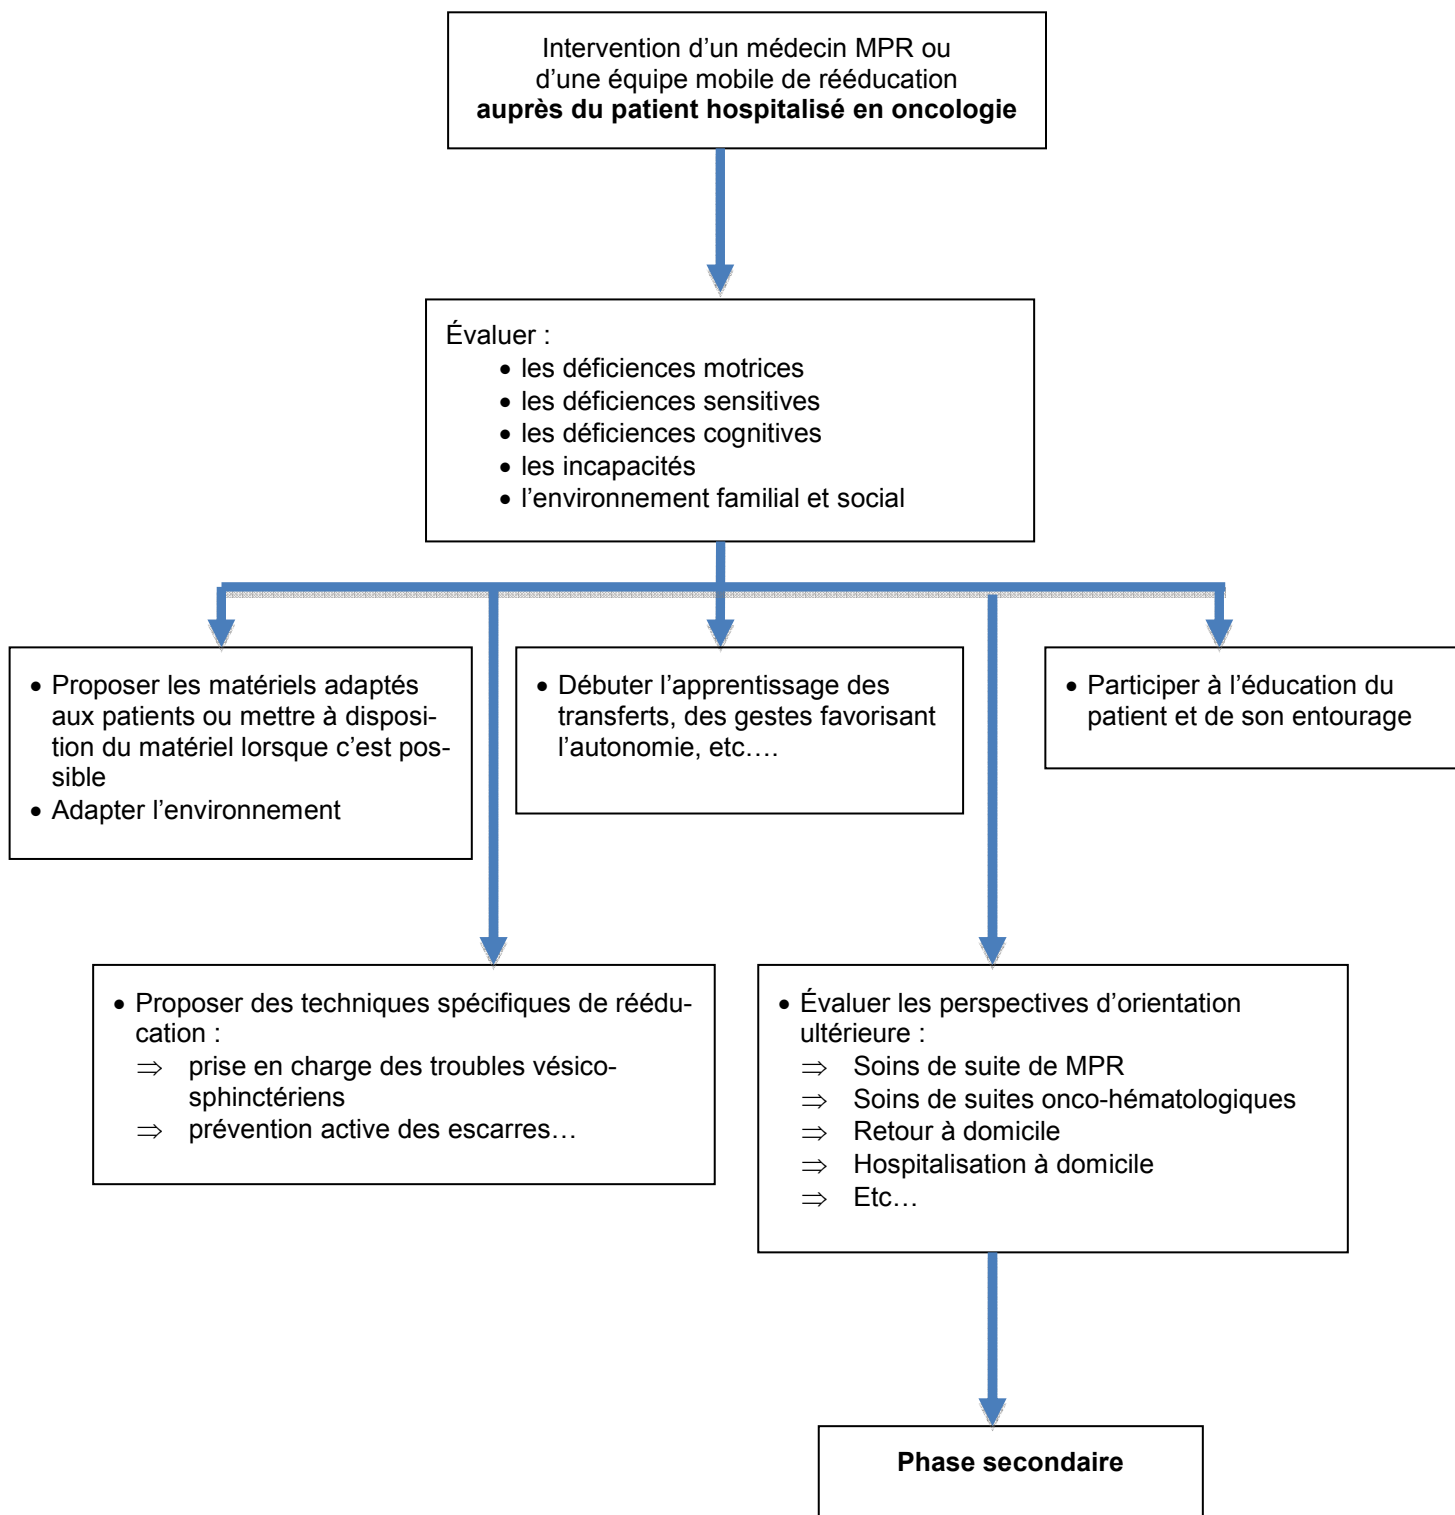 Intervention d’un médecin MPR ou
d’une équipe mobile de rééducation
auprès du patient hospitalisé en oncologie
Évaluer :
• les déficiences motrices
• les déficiences sensitives
• les déficiences cognitives
• les incapacités
• l’environnement familial et social
• Proposer les matériels adaptés
aux patients ou mettre à disposi-
tion du matériel lorsque c’est pos-
sible
• Adapter l’environnement
• Débuter l’apprentissage des
transferts, des gestes favorisant
l’autonomie, etc….
• Participer à l’éducation du
patient et de son entourage
• Proposer des techniques spécifiques de réédu-
cation :
⇒ prise en charge des troubles vésico-
sphinctériens
⇒ prévention active des escarres…
• Évaluer les perspectives d’orientation
ultérieure :
⇒ Soins de suite de MPR
⇒ Soins de suites onco-hématologiques
⇒ Retour à domicile
⇒ Hospitalisation à domicile
⇒ Etc…
Phase secondaire